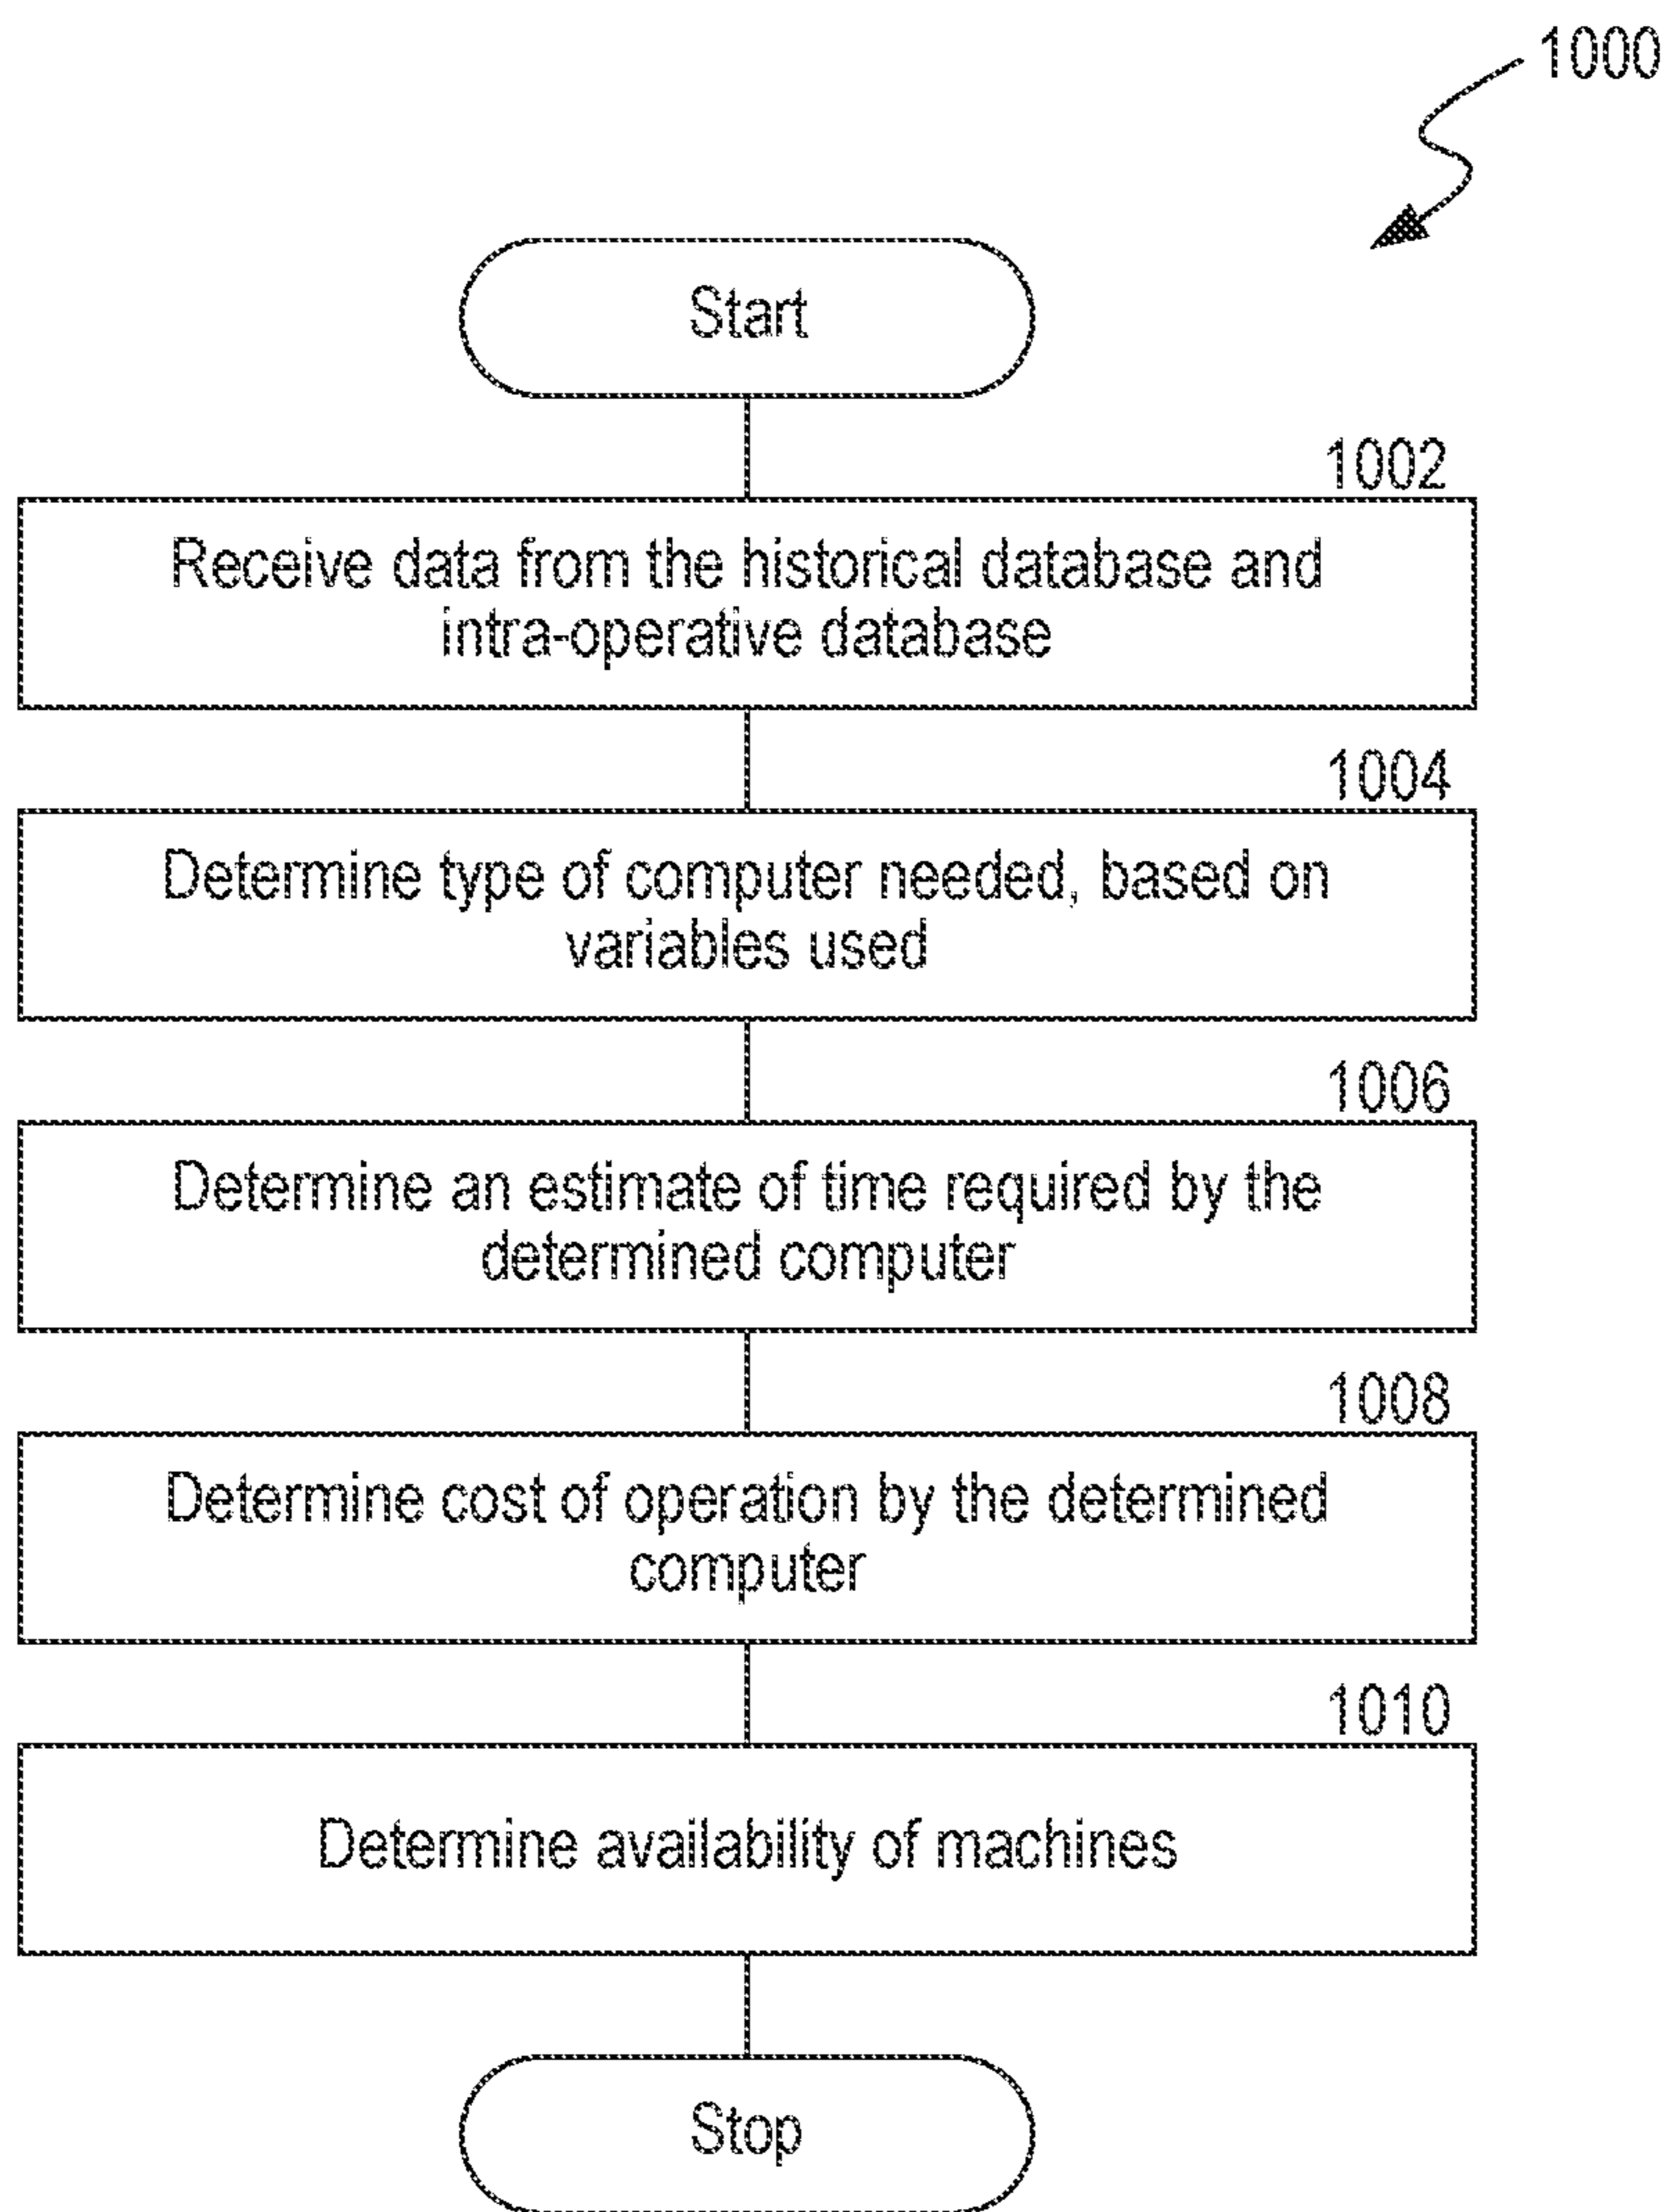 1000
Start
1002
Receive data from the historical database and
intra-operative database
1004
Determine type of computer needed, based on
variables used
1006
Determine an estimate of time required by the
determined computer
1008
Determine cost of operation by the determined
computer
1010
Determine availability of machines
Stop